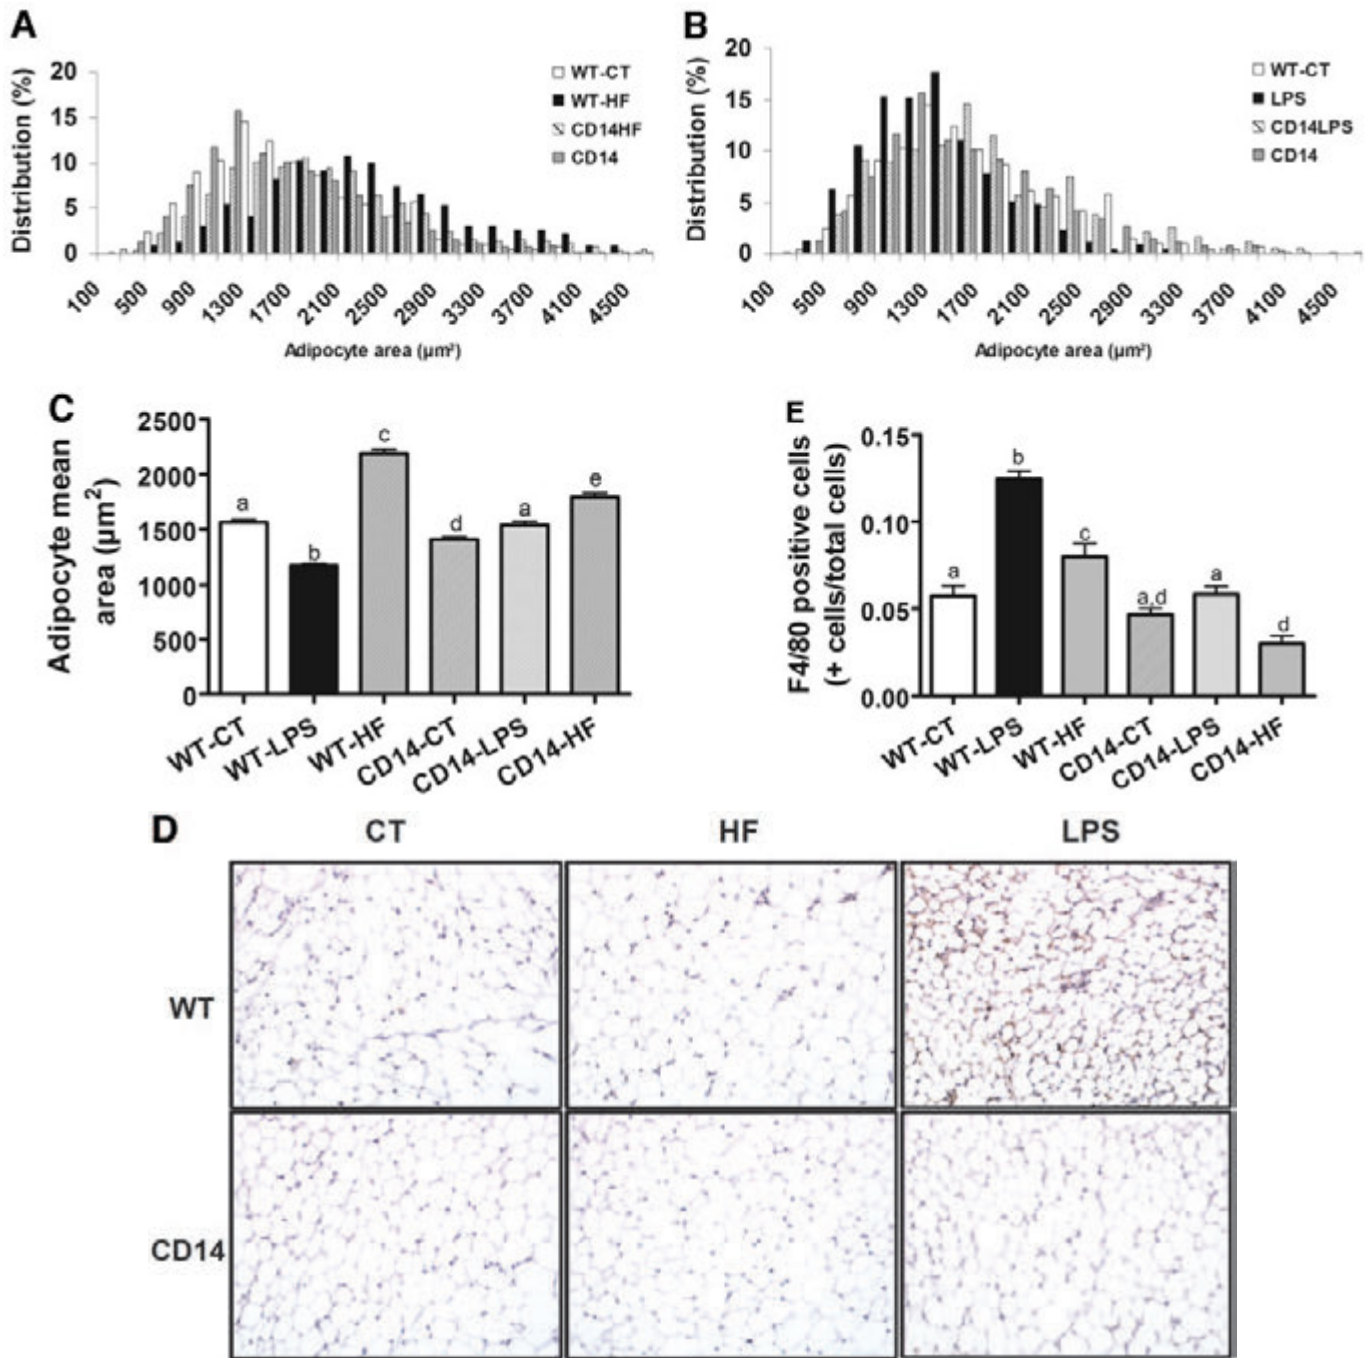 A
Distribution (%)
20
15
10
5
0
WT-CT
WT-HF
CD14HF
CD14
100 500 900 1300 1700 2100 2500 2900 3300 3700 4100 4500
Adipocyte area (µm²)
B
Distribution (%)
20
15
10
5
0
WT-CT
LPS
CD14LPS
CD14
100 500 900 1300 1700 2100 2500 2900 3300 3700 4100 4500
Adipocyte area (µm²)
C
Adipocyte mean
area (µm²)
2500
2000
1500
1000
500
0
a b c d a e
WT-CT WT-LPS WT-HF CD14-CT CD14-LPS CD14-HF
E
F4/80 positive cells
(+ cells/total cells)
0.15
0.10
0.05
0.00
a b c a,d a d
WT-CT WT-LPS WT-HF CD14-CT CD14-LPS CD14-HF
D
CT HF LPS
WT
CD14